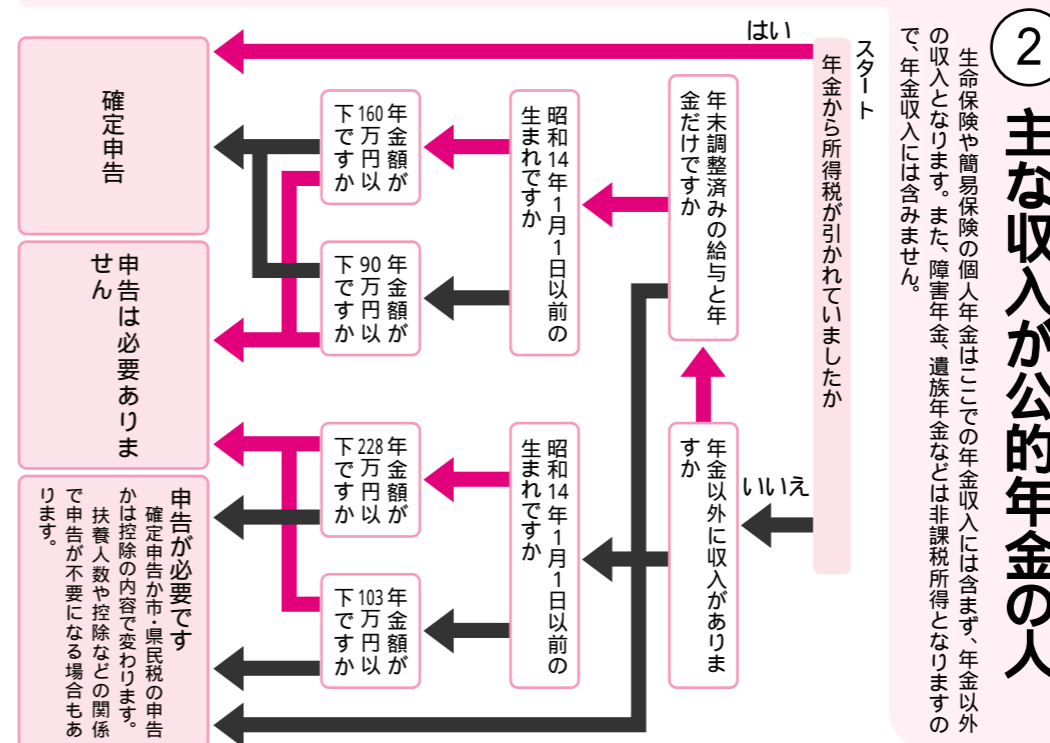 2
主な収入が公的年金の人
生命保険や簡易保険の個人年金はここでの年金収入には含まず、年金以外
の収入となります。また、障害年金、遺族年金などは非課税所得となりますの
で、年金収入には含みません。
スタート
年金から所得税が引かれていましたか
はい
いいえ
年末調整済みの給与と年
金だけですか
年金以外に収入がありま
すか
昭和14年1月1日以前の
生まれですか
昭和14年1月1日以前の
生まれですか
年金額が
160万円以
下ですか
年金額が
90万円以
下ですか
年金額が
228万円以
下ですか
年金額が
103万円以
下ですか
確定申告
申告は必要ありま
せん
申告が必要です
確定申告か市・県民税の申告
かは控除の内容で変わります。
扶養人数や控除などの関係
で申告が不要になる場合もあ
ります。